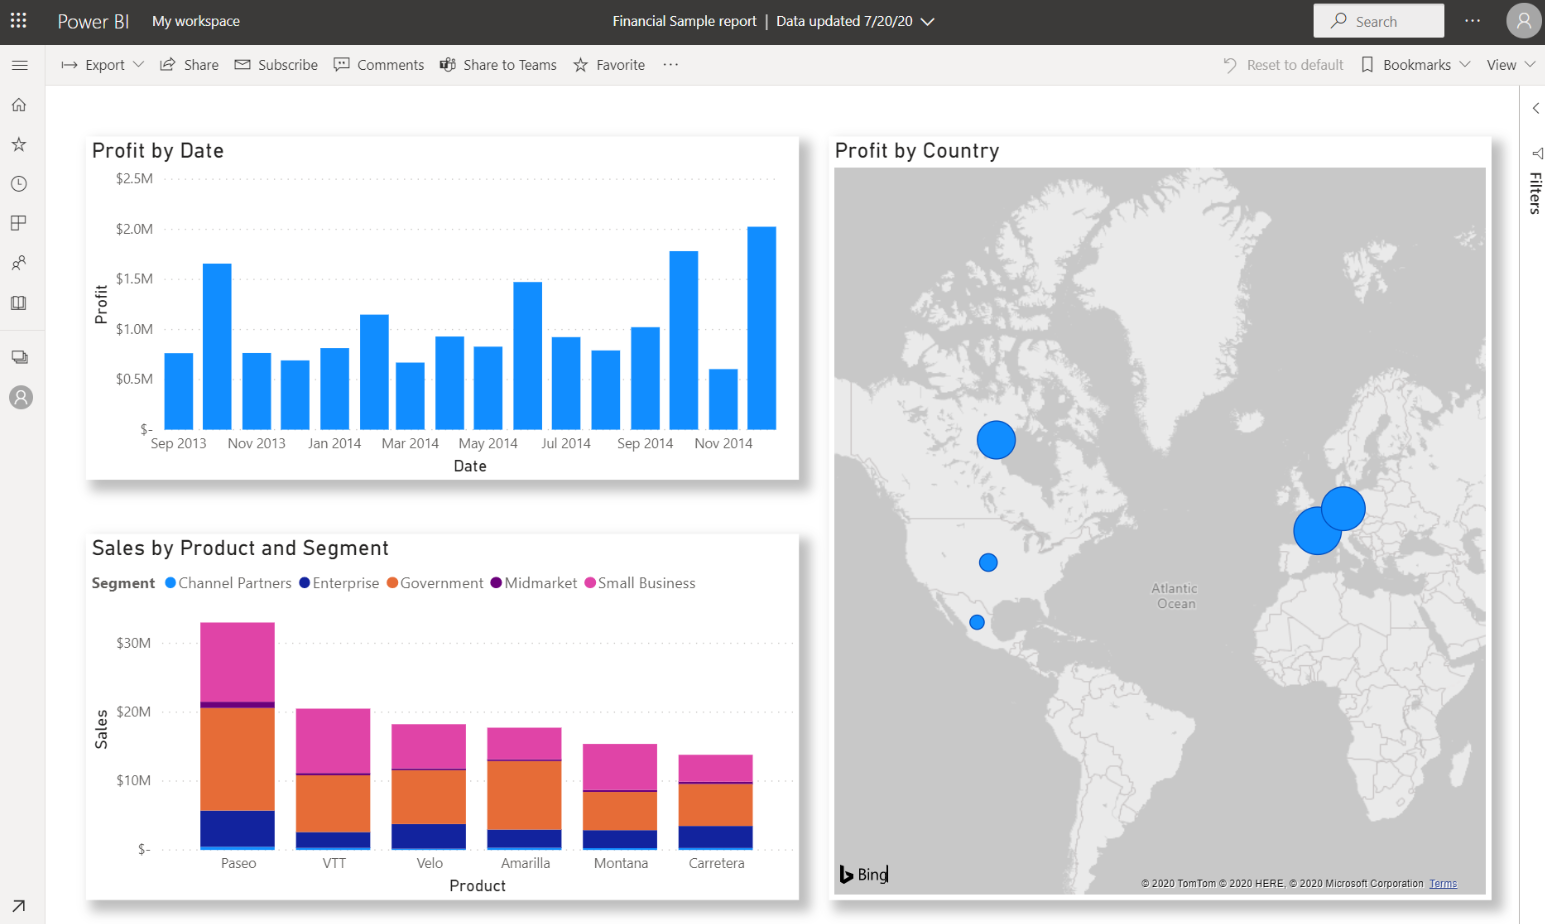 Power BI My workspace Financial Sample report | Data updated 7/20/20 Search ...
Export Share Subscribe Comments Share to Teams Favorite ... Reset to default Bookmarks View
Filters
Profit by Date
Profit
$2.5M
$2.0M
$1.5M
$1.0M
$0.5M
$-
Sep 2013 Nov 2013 Jan 2014 Mar 2014 May 2014 Jul 2014 Sep 2014 Nov 2014
Date
Profit by Country
Atlantic
Ocean
Bing
© 2020 TomTom © 2020 HERE, © 2020 Microsoft Corporation Terms
Sales by Product and Segment
Segment Channel Partners Enterprise Government Midmarket Small Business
Sales
$30M
$20M
$10M
$-
Paseo VTT Velo Amarilla Montana Carretera
Product